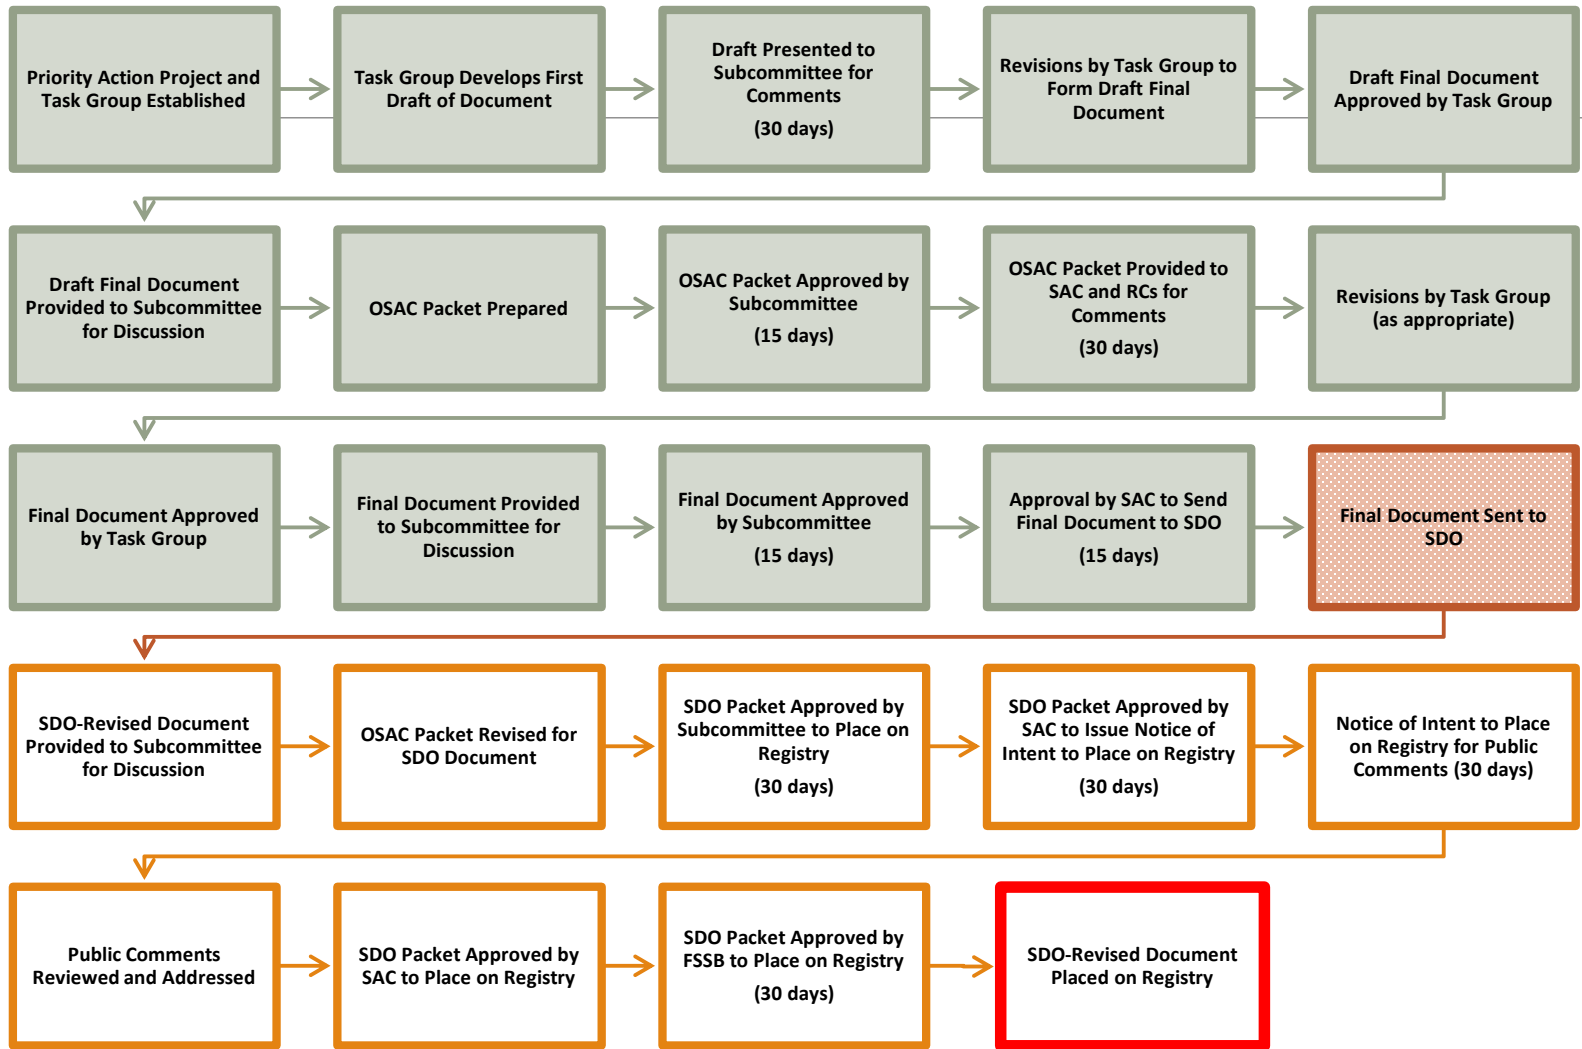 Priority Action Project and
Task Group Established
Task Group Develops First
Draft of Document
Draft Presented to
Subcommittee for
Comments
(30 days)
Revisions by Task Group to
Form Draft Final
Document
Draft Final Document
Approved by Task Group
Draft Final Document
Provided to Subcommittee
for Discussion
OSAC Packet Prepared
OSAC Packet Approved by
Subcommittee
(15 days)
OSAC Packet Provided to
SAC and RCs for
Comments
(30 days)
Revisions by Task Group
(as appropriate)
Final Document Approved
by Task Group
Final Document Provided
to Subcommittee for
Discussion
Final Document Approved
by Subcommittee
(15 days)
Approval by SAC to Send
Final Document to SDO
(15 days)
Final Document Sent to
SDO
SDO-Revised Document
Provided to Subcommittee
for Discussion
OSAC Packet Revised for
SDO Document
SDO Packet Approved by
Subcommittee to Place on
Registry
(30 days)
SDO Packet Approved by
SAC to Issue Notice of
Intent to Place on Registry
(30 days)
Notice of Intent to Place
on Registry for Public
Comments (30 days)
Public Comments
Reviewed and Addressed
SDO Packet Approved by
SAC to Place on Registry
SDO Packet Approved by
FSSB to Place on Registry
(30 days)
SDO-Revised Document
Placed on Registry